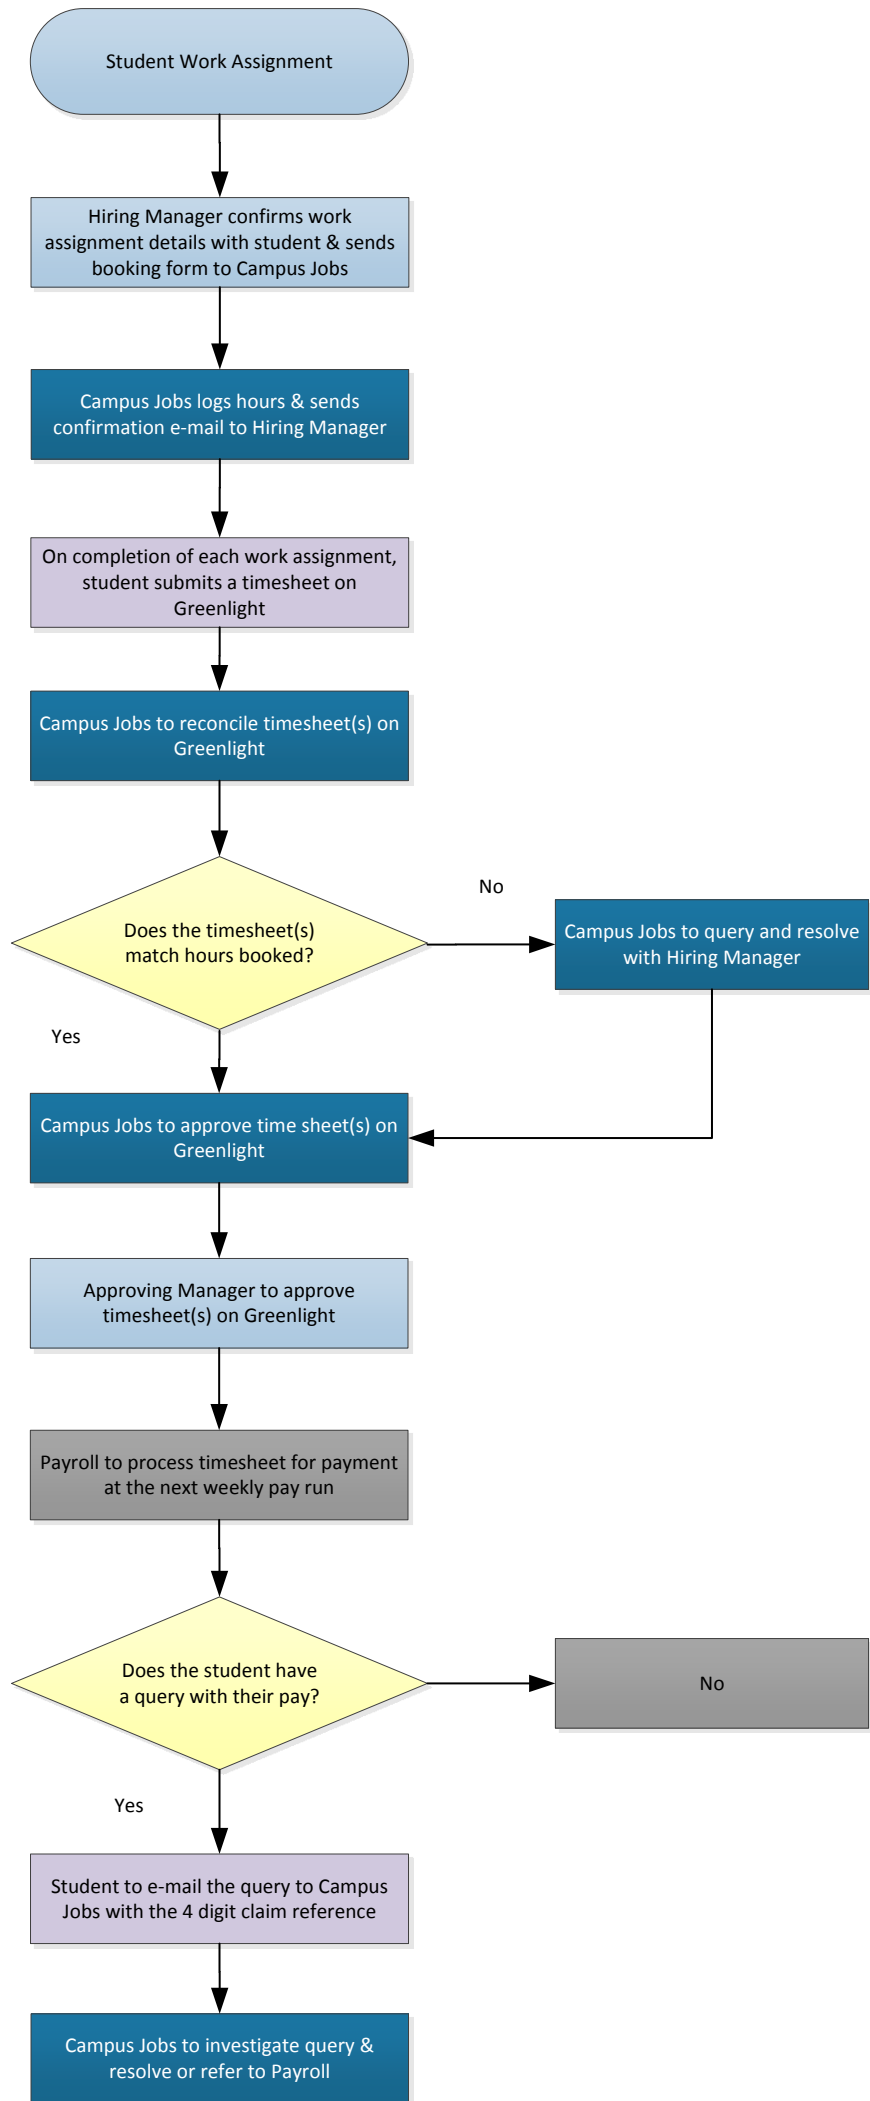 Student Work Assignment
Hiring Manager confirms work
assignment details with student & sends
booking form to Campus Jobs
Campus Jobs logs hours & sends
confirmation e-mail to Hiring Manager
On completion of each work assignment,
student submits a timesheet on
Greenlight
Campus Jobs to reconcile timesheet(s) on
Greenlight
Does the timesheet(s)
match hours booked?
No
Campus Jobs to query and resolve
with Hiring Manager
Yes
Campus Jobs to approve time sheet(s) on
Greenlight
Approving Manager to approve
timesheet(s) on Greenlight
Payroll to process timesheet for payment
at the next weekly pay run
Does the student have
a query with their pay?
No
Yes
Student to e-mail the query to Campus
Jobs with the 4 digit claim reference
Campus Jobs to investigate query &
resolve or refer to Payroll